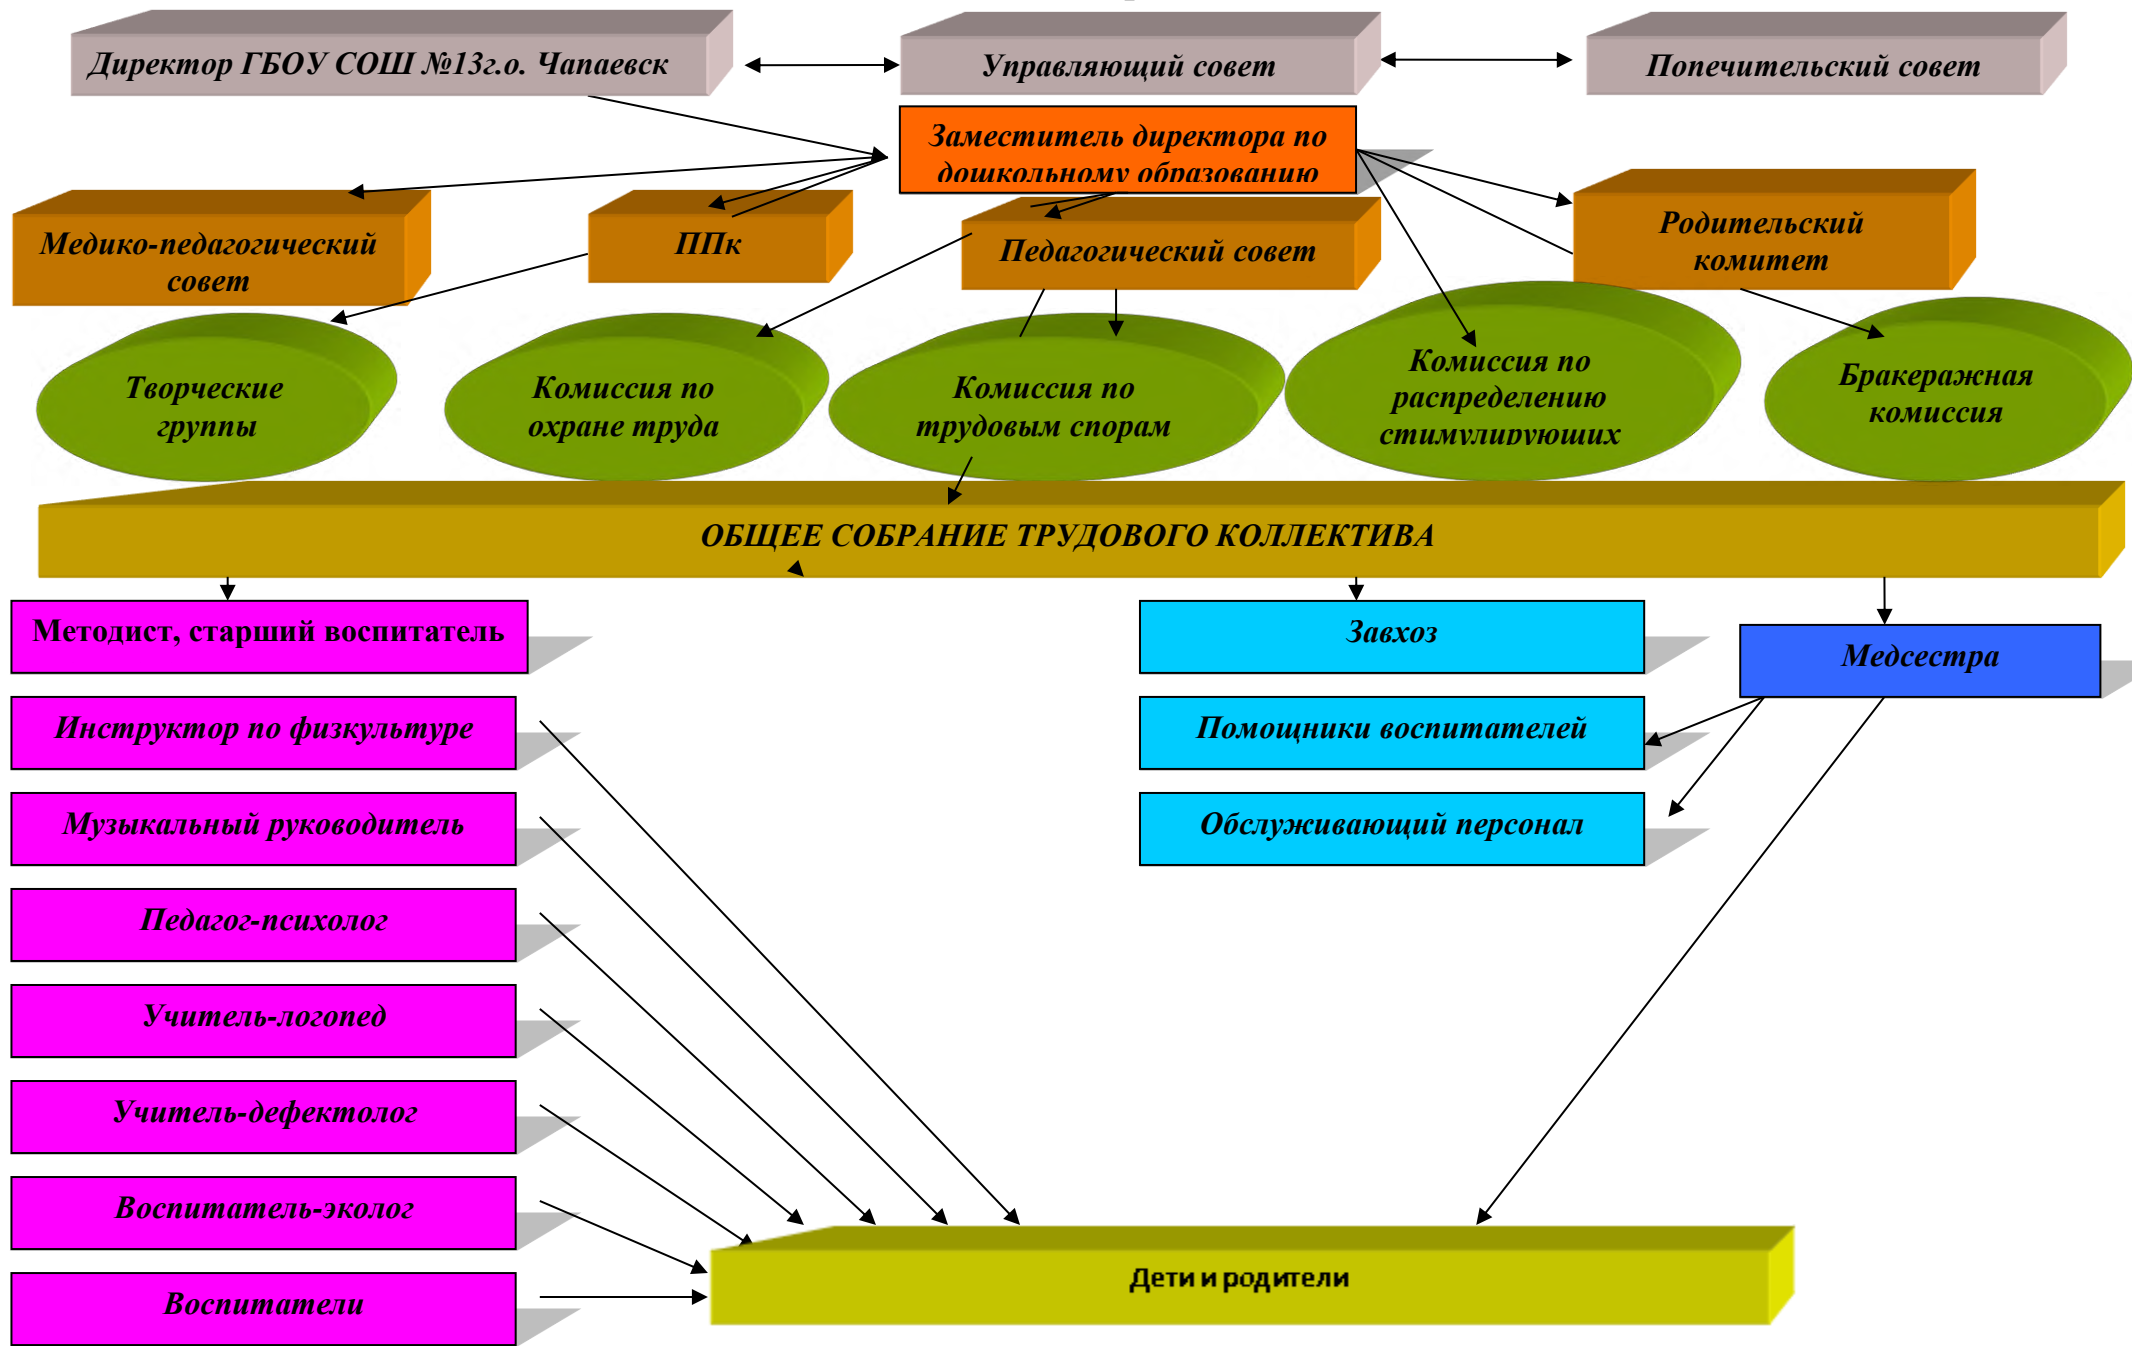 Директор ГБОУ СОШ №13г.о. Чапаевск
Управляющий совет
Попечительский совет
Заместитель директора по
дошкольному образованию
Медико-педагогический
совет
ППк
Педагогический совет
Родительский
комитет
Творческие
группы
Комиссия по
охране труда
Комиссия по
трудовым спорам
Комиссия по
распределению
стимулирующих
Бракеражная
комиссия
ОБЩЕЕ СОБРАНИЕ ТРУДОВОГО КОЛЛЕКТИВА
Методист, старший воспитатель
Завхоз
Медсестра
Инструктор по физкультуре
Помощники воспитателей
Музыкальный руководитель
Обслуживающий персонал
Педагог-психолог
Учитель-логопед
Учитель-дефектолог
Воспитатель-эколог
Воспитатели
Дети и родители